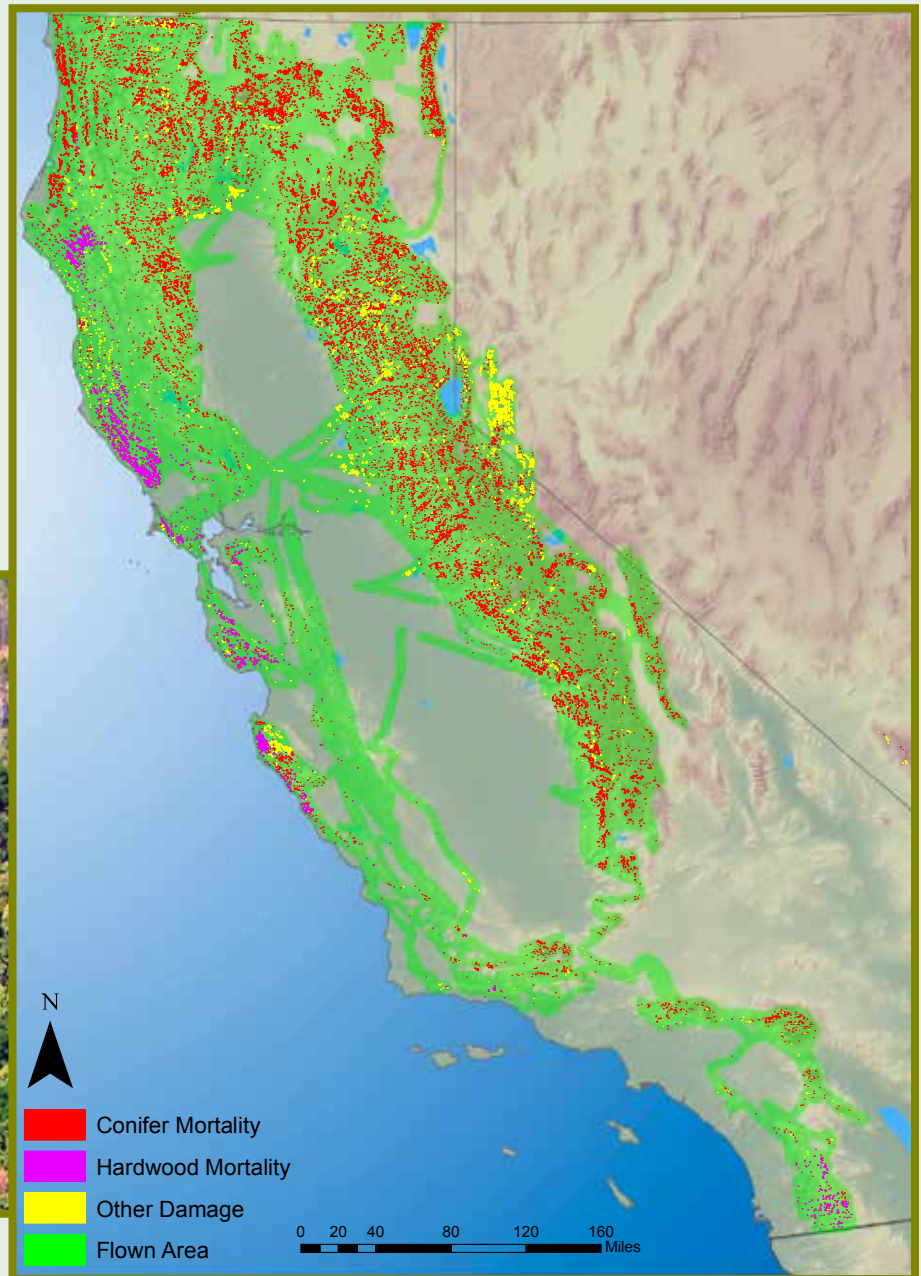 N
Conifer Mortality
Hardwood Mortality
Other Damage
Flown Area
0 20 40 80 120 160
Miles